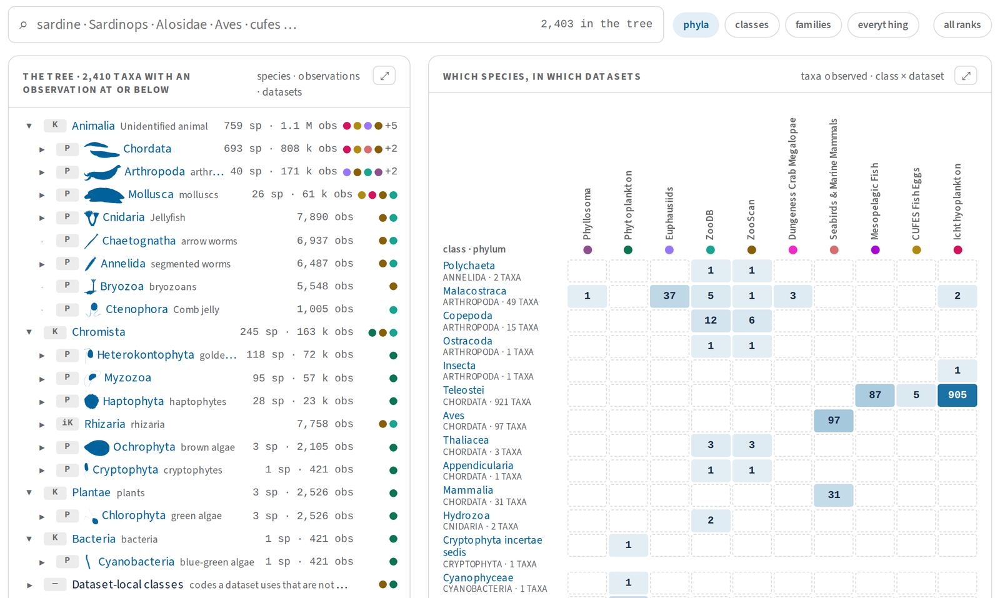 sardine · Sardinops · Alosidae · Aves · cufes …
2,403 in the tree
phyla
classes
families
everything
all ranks
THE TREE · 2,410 TAXA WITH AN
OBSERVATION AT OR BELOW
species · observations
· datasets
K Animalia Unidentified animal 759 sp · 1.1 M obs +5
P Chordata 693 sp · 808 k obs +2
P Arthropoda arthr… 40 sp · 171 k obs +2
P Mollusca molluscs 26 sp · 61 k obs
P Cnidaria Jellyfish 7,890 obs
P Chaetognatha arrow worms 6,937 obs
P Annelida segmented worms 6,487 obs
P Bryozoa bryozoans 5,548 obs
P Ctenophora Comb jelly 1,005 obs
K Chromista 245 sp · 163 k obs
P Heterokontophyta golde… 118 sp · 72 k obs
P Myzozoa 95 sp · 57 k obs
P Haptophyta haptophytes 28 sp · 23 k obs
iK Rhizaria rhizaria 7,758 obs
P Ochrophyta brown algae 3 sp · 2,105 obs
P Cryptophyta cryptophytes 1 sp · 421 obs
K Plantae plants 3 sp · 2,526 obs
P Chlorophyta green algae 3 sp · 2,526 obs
K Bacteria bacteria 1 sp · 421 obs
P Cyanobacteria blue-green algae 1 sp · 421 obs
— Dataset-local classes codes a dataset uses that are not …
WHICH SPECIES, IN WHICH DATASETS
taxa observed · class × dataset
class · phylum
Phyllosoma
Phytoplankton
Euphausiids
ZooDB
ZooScan
Dungeness Crab Megalopae
Seabirds & Marine Mammals
Mesopelagic Fish
CUFES Fish Eggs
Ichthyoplankton
Polychaeta
ANNELIDA · 2 TAXA
1 1
Malacostraca
ARTHROPODA · 49 TAXA
1 37 5 1 3 2
Copepoda
ARTHROPODA · 15 TAXA
12 6
Ostracoda
ARTHROPODA · 1 TAXA
1 1
Insecta
ARTHROPODA · 1 TAXA
1
Teleostei
CHORDATA · 921 TAXA
87 5 905
Aves
CHORDATA · 97 TAXA
97
Thaliacea
CHORDATA · 3 TAXA
3 3
Appendicularia
CHORDATA · 1 TAXA
1 1
Mammalia
CHORDATA · 31 TAXA
31
Hydrozoa
CNIDARIA · 2 TAXA
2
Cryptophyta incertae
sedis
CRYPTOPHYTA · 1 TAXA
1
Cyanophyceae
CYANOBACTERIA · 1 TAXA
1